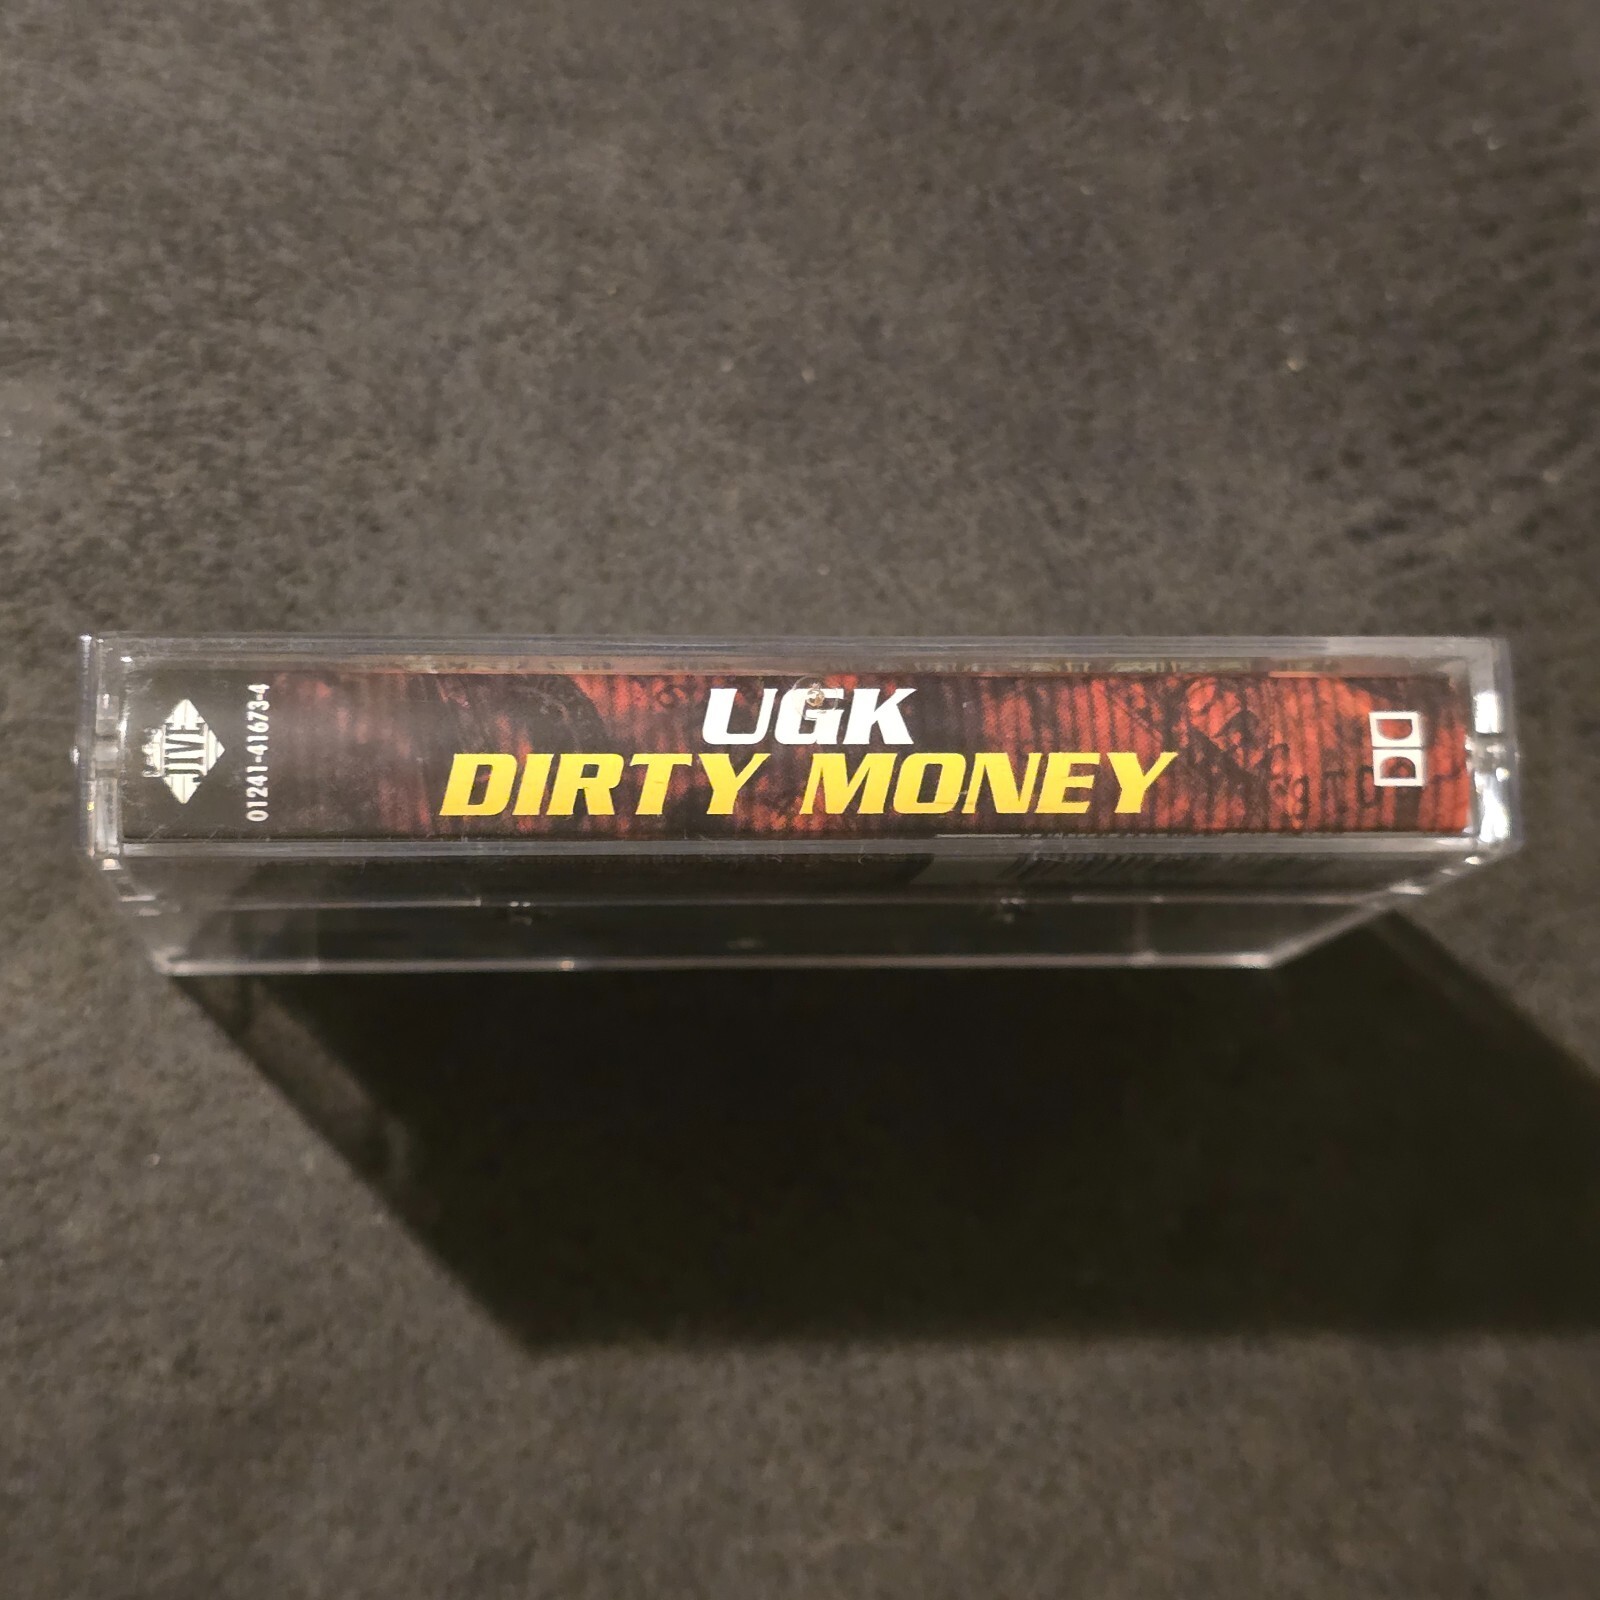 JIVE
01241-41673-4
UGK
DIRTY MONEY